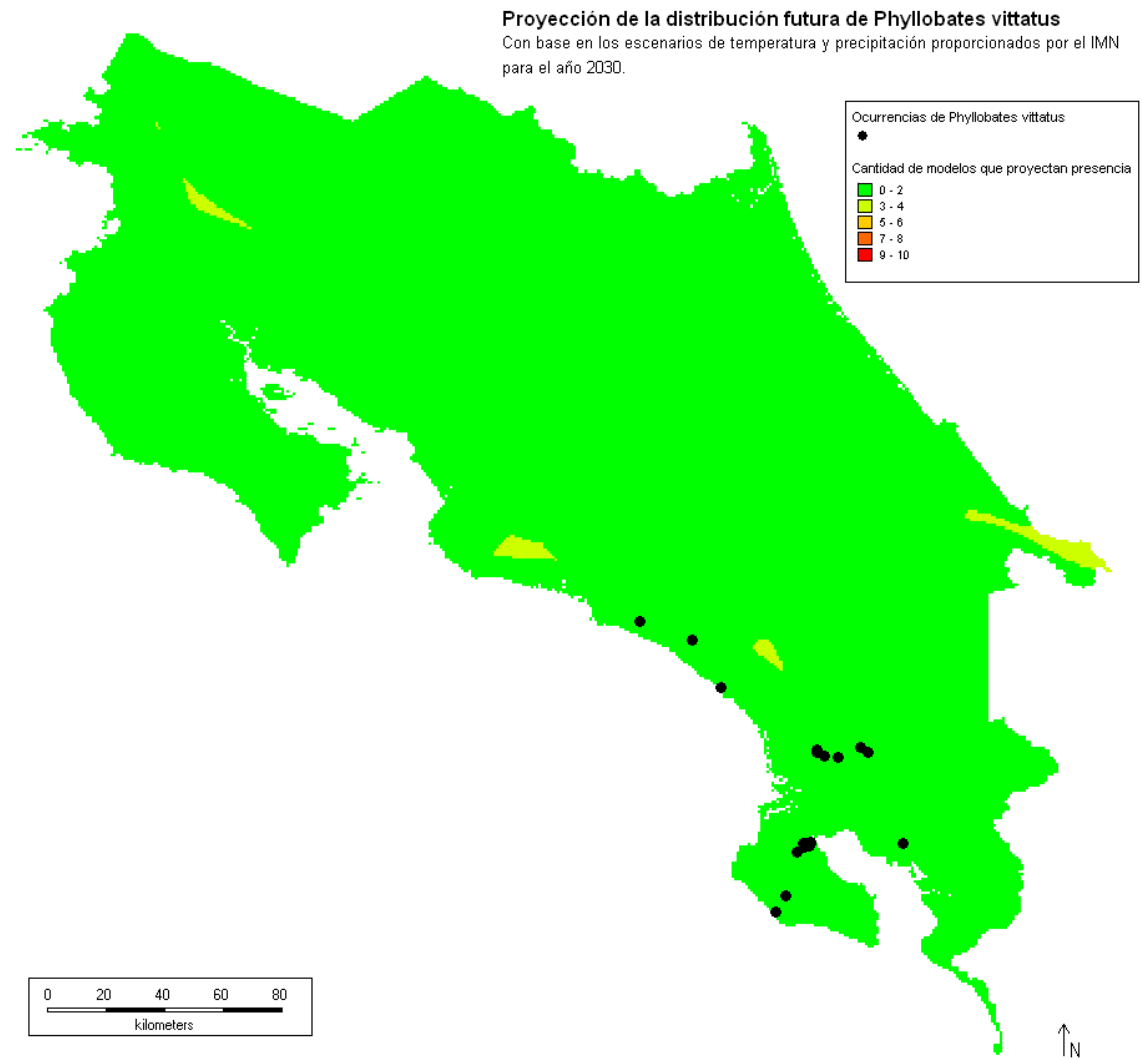 Proyección de la distribución futura de Phyllobates vittatus
Con base en los escenarios de temperatura y precipitación proporcionados por el IMN
para el año 2030.
Ocurrencias de Phyllobates vittatus
Cantidad de modelos que proyectan presencia
0 - 2
3 - 4
5 - 6
7 - 8
9 - 10
0 20 40 60 80
kilometers
N